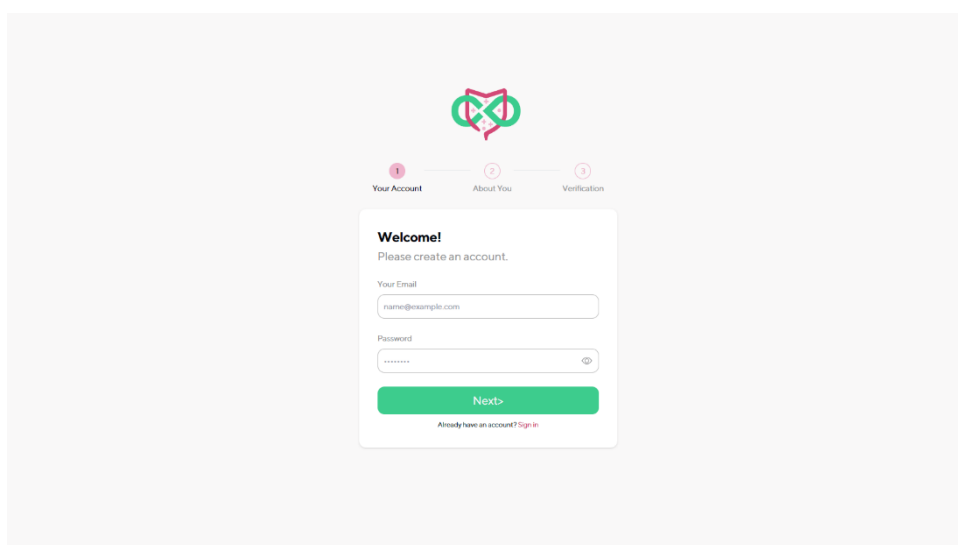 1 2 3
Your Account About You Verification
Welcome!
Please create an account.
Your Email
name@example.com
Password
--------
Next>
Already have an account? Sign in